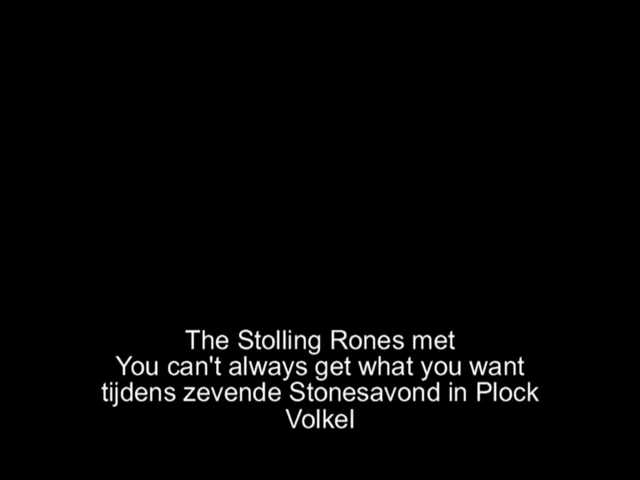 The Stolling Rones met
You can't always get what you want
tijdens zevende Stonesavond in Plock
Volkel